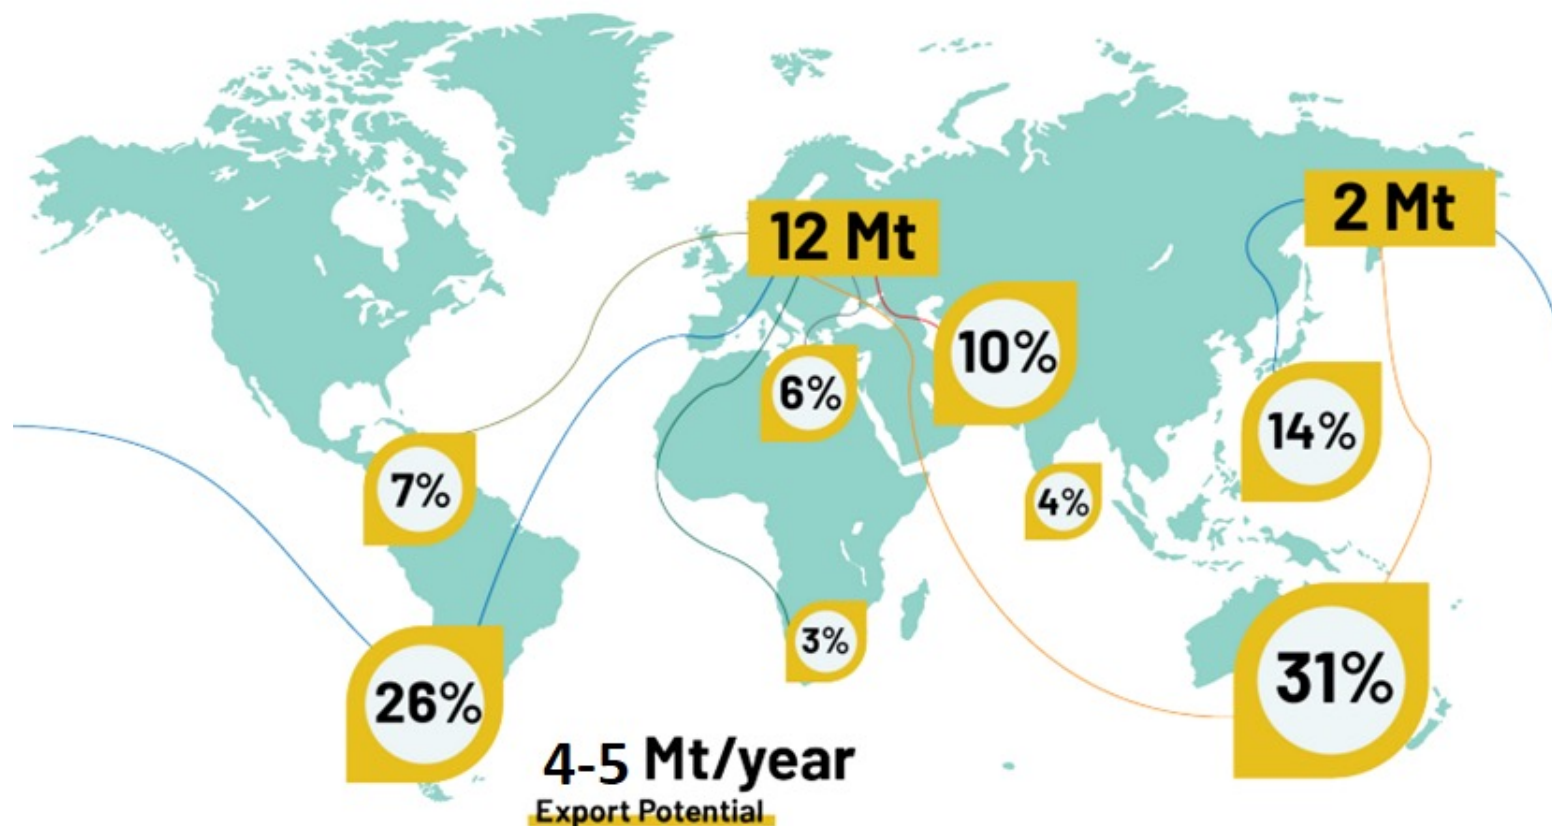 12 Mt
2 Mt
10%
6%
14%
7%
4%
3%
31%
26%
4-5 Mt/year
Export Potential